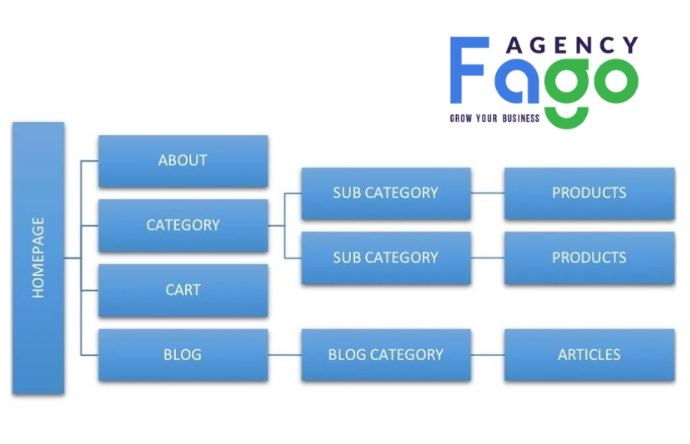 AGENCY
Fago
GROW YOUR BUSINESS
HOMEPAGE
ABOUT
CATEGORY
SUB CATEGORY
PRODUCTS
SUB CATEGORY
PRODUCTS
CART
BLOG
BLOG CATEGORY
ARTICLES